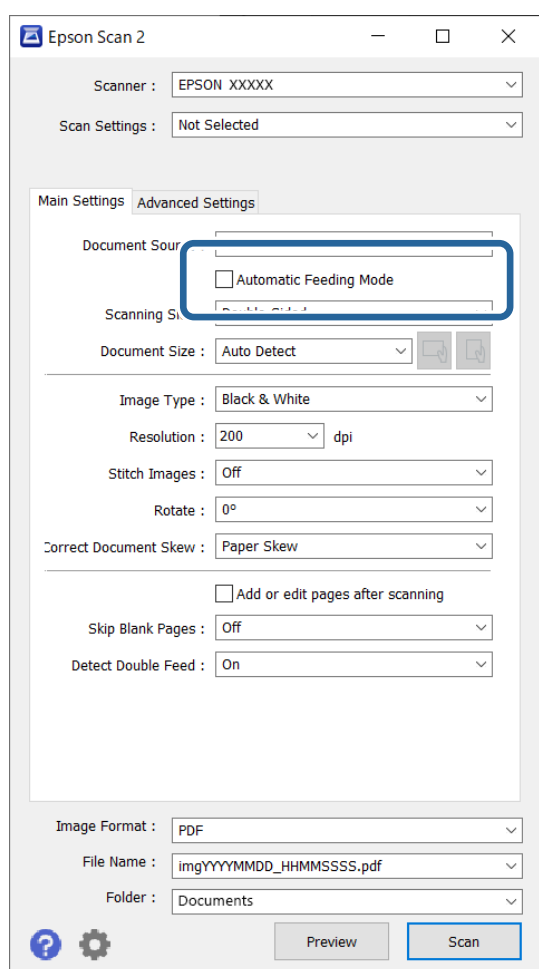 Epson Scan 2
Scanner : EPSON XXXXX
Scan Settings : Not Selected
Main Settings Advanced Settings
Document
Automatic Feeding Mode
Scanning
Document Size : Auto Detect
Image Type : Black & White
Resolution : 200 dpi
Stitch Images : Off
Rotate : 0°
Correct Document Skew : Paper Skew
Add or edit pages after scanning
Skip Blank Pages : Off
Detect Double Feed : On
Image Format : PDF
File Name : imgYYYYMMDD_HHMMSSSS.pdf
Folder : Documents
? Preview Scan